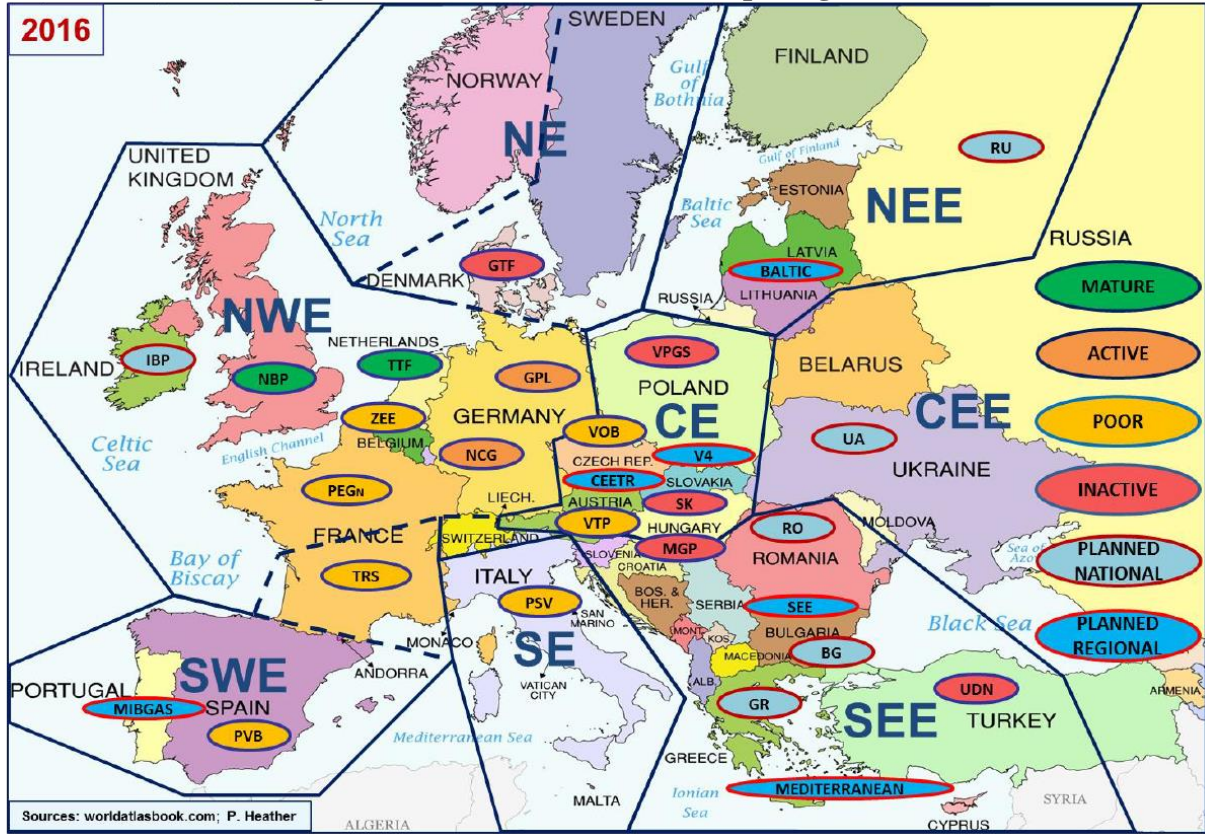 2016
SWEDEN
FINLAND
NORWAY
Gulf
of
Bothnia
NE
RU
Gulf of Finland
UNITED
KINGDOM
ESTONIA
NEE
Baltic
Sea
North
Sea
RUSSIA
LATVIA
GTF
BALTIC
DENMARK
MATURE
LITHUANIA
RUSSIA
NWE
NETHERLANDS
VPGS
IBP
IRELAND
TTF
BELARUS
ACTIVE
NBP
GPL
POLAND
ZEE
GERMANY
CE
CEE
POOR
VOB
Celtic
Sea
English Channel
BELGIUM
NCG
CZECH REP.
V4
UA
UKRAINE
CEETR
SLOVAKIA
PEGN
LIECH.
AUSTRIA
SK
INACTIVE
FRANCE
VTP
HUNGARY
RO
MOLDOVA
SWITZERLAND
MGP
Bay of
Biscay
SLOVENIA
CROATIA
ROMANIA
Sea of
Azo
PLANNED
NATIONAL
TRS
ITALY
BOS. &
HER.
SERBIA
SEE
PSV
SAN
MARINO
Black Sea
PLANNED
REGIONAL
MONACO
MONT.
KOS.
BULGARIA
SE
MACEDONIA
BG
SWE
ANDORRA
VATICAN
CITY
ALB.
PORTUGAL
UDN
ARMENIA
MIBGAS
SPAIN
GR
SEE
TURKEY
PVB
Mediterranean Sea
GREECE
MEDITERRANEAN
SYRIA
MALTA
Ionian
Sea
Sources: worldatlasbook.com; P. Heather
ALGERIA
CYPRUS